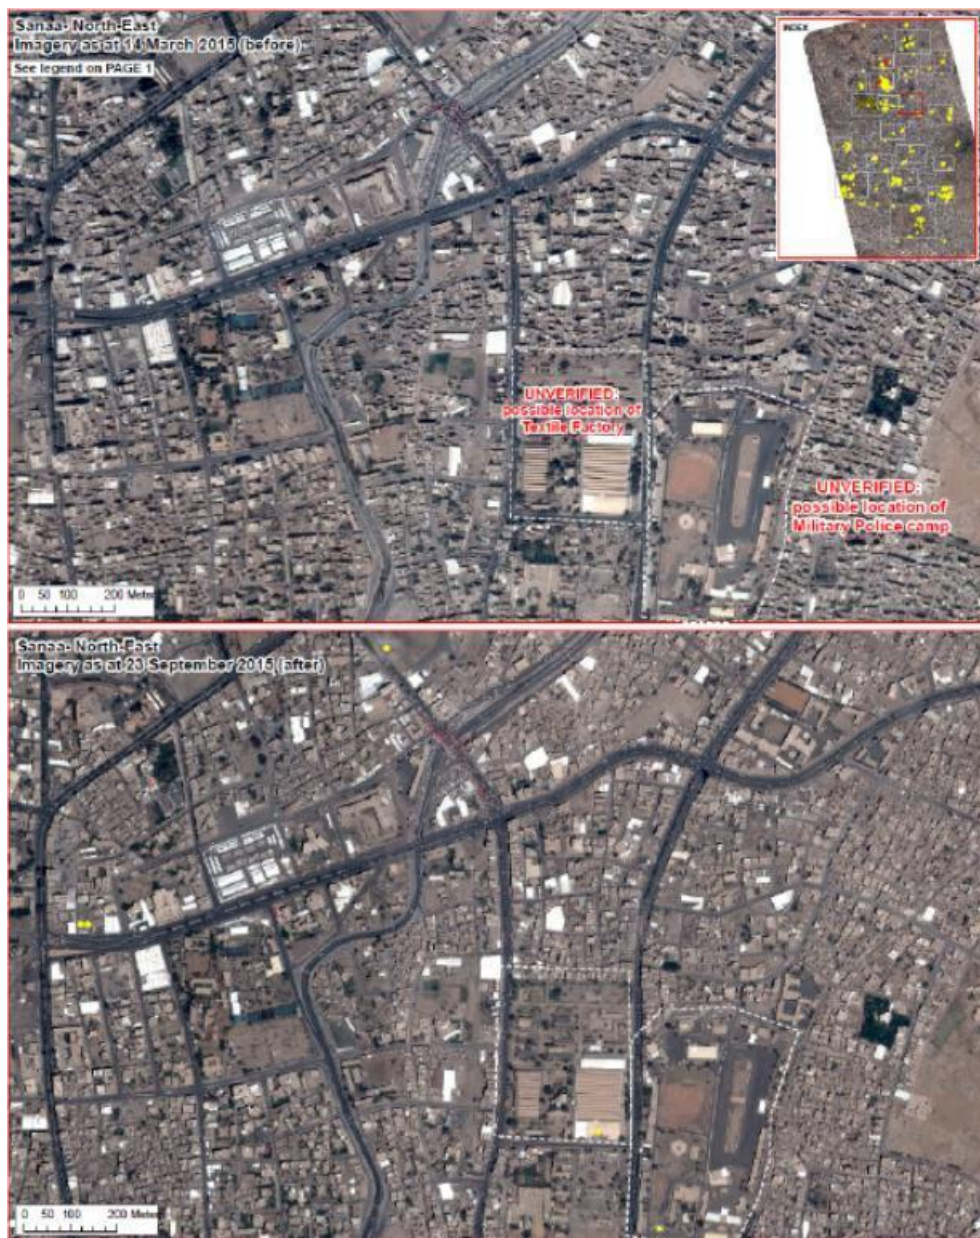 Sanaa- North-East
Imagery as at 14 March 2015 (before)
See legend on PAGE 1
INDEX
UNVERIFIED:
possible location of
Textile Factory
UNVERIFIED:
possible location of
Military Police camp
0 50 100 200 Meters
Sanaa- North-East
Imagery as at 23 September 2015 (after)
0 50 100 200 Meters